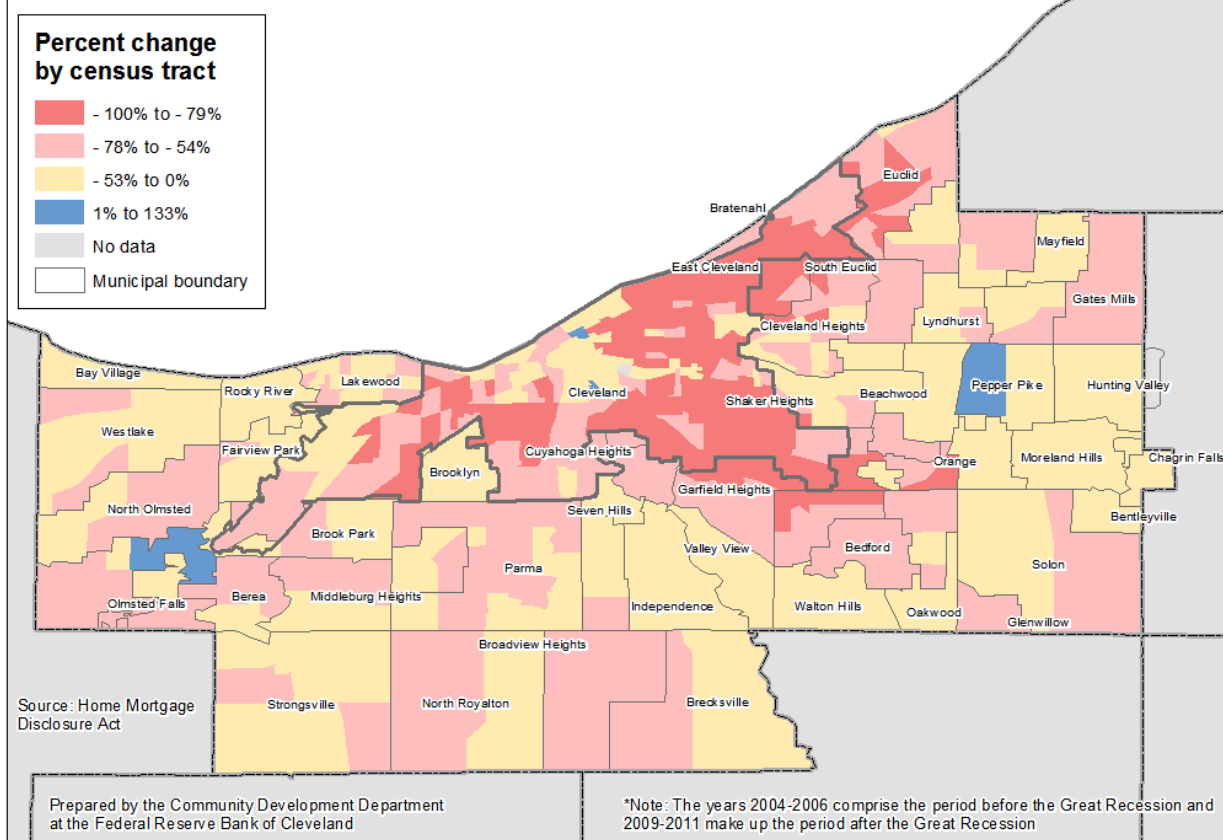 Percent change
by census tract
- 100% to - 79%
- 78% to - 54%
- 53% to 0%
1% to 133%
No data
Municipal boundary
Euclid
Bratenahl
Mayfield
East Cleveland
South Euclid
Gates Mills
Cleveland Heights
Lyndhurst
Bay Village
Lakewood
Rocky River
Cleveland
Shaker Heights
Beachwood
Pepper Pike
Hunting Valley
Westlake
Fairview Park
Cuyahoga Heights
Brooklyn
Orange
Moreland Hills
Chagrin Falls
Garfield Heights
North Olmsted
Seven Hills
Bentleyville
Brook Park
Valley View
Bedford
Parma
Solon
Olmsted Falls
Berea
Middleburg Heights
Independence
Walton Hills
Oakwood
Glenwillow
Broadview Heights
Strongsville
North Royalton
Brecksville
Source: Home Mortgage
Disclosure Act
Prepared by the Community Development Department
at the Federal Reserve Bank of Cleveland
*Note: The years 2004-2006 comprise the period before the Great Recession and
2009-2011 make up the period after the Great Recession